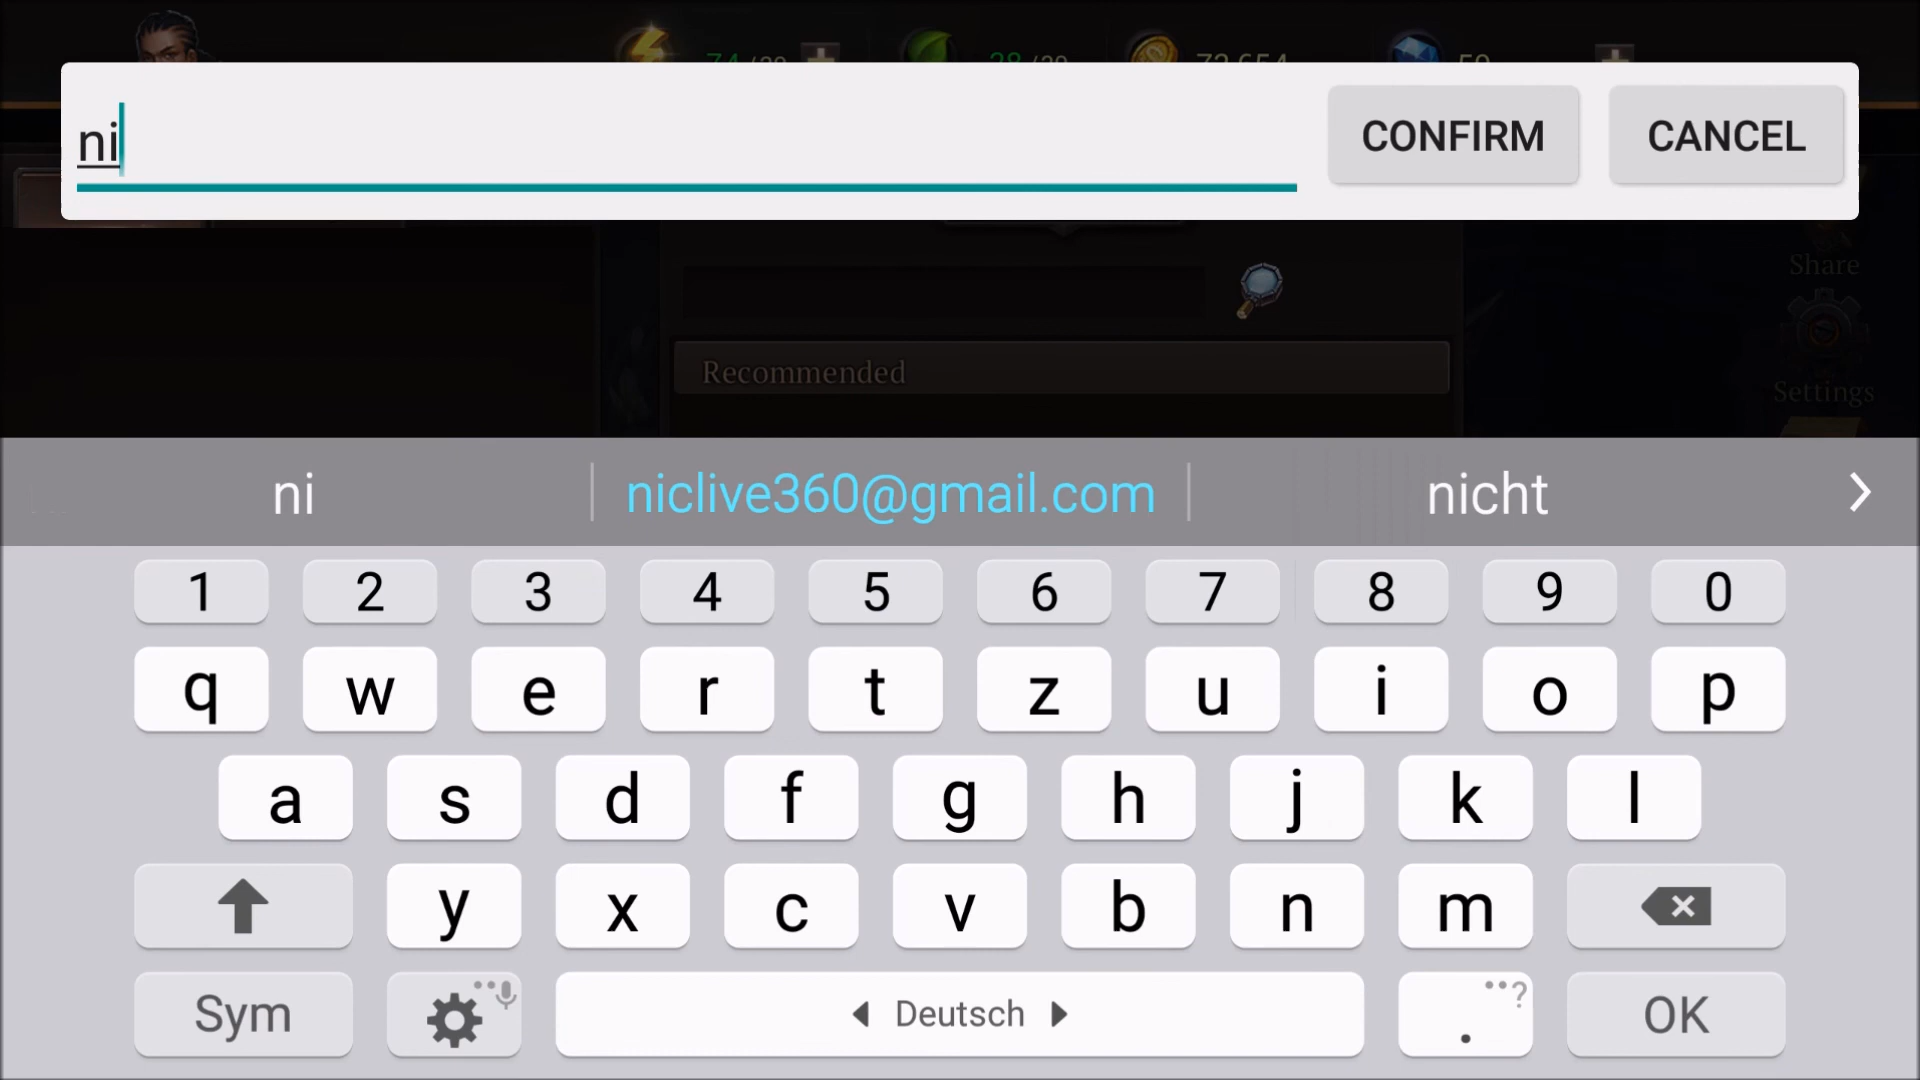 ni
CONFIRM
CANCEL
Share
Recommended
Settings
ni
niclive360@gmail.com
nicht
1 2 3 4 5 6 7 8 9 0
q w e r t z u i o p
a s d f g h j k l
y x c v b n m
Sym
Deutsch
?
.
OK